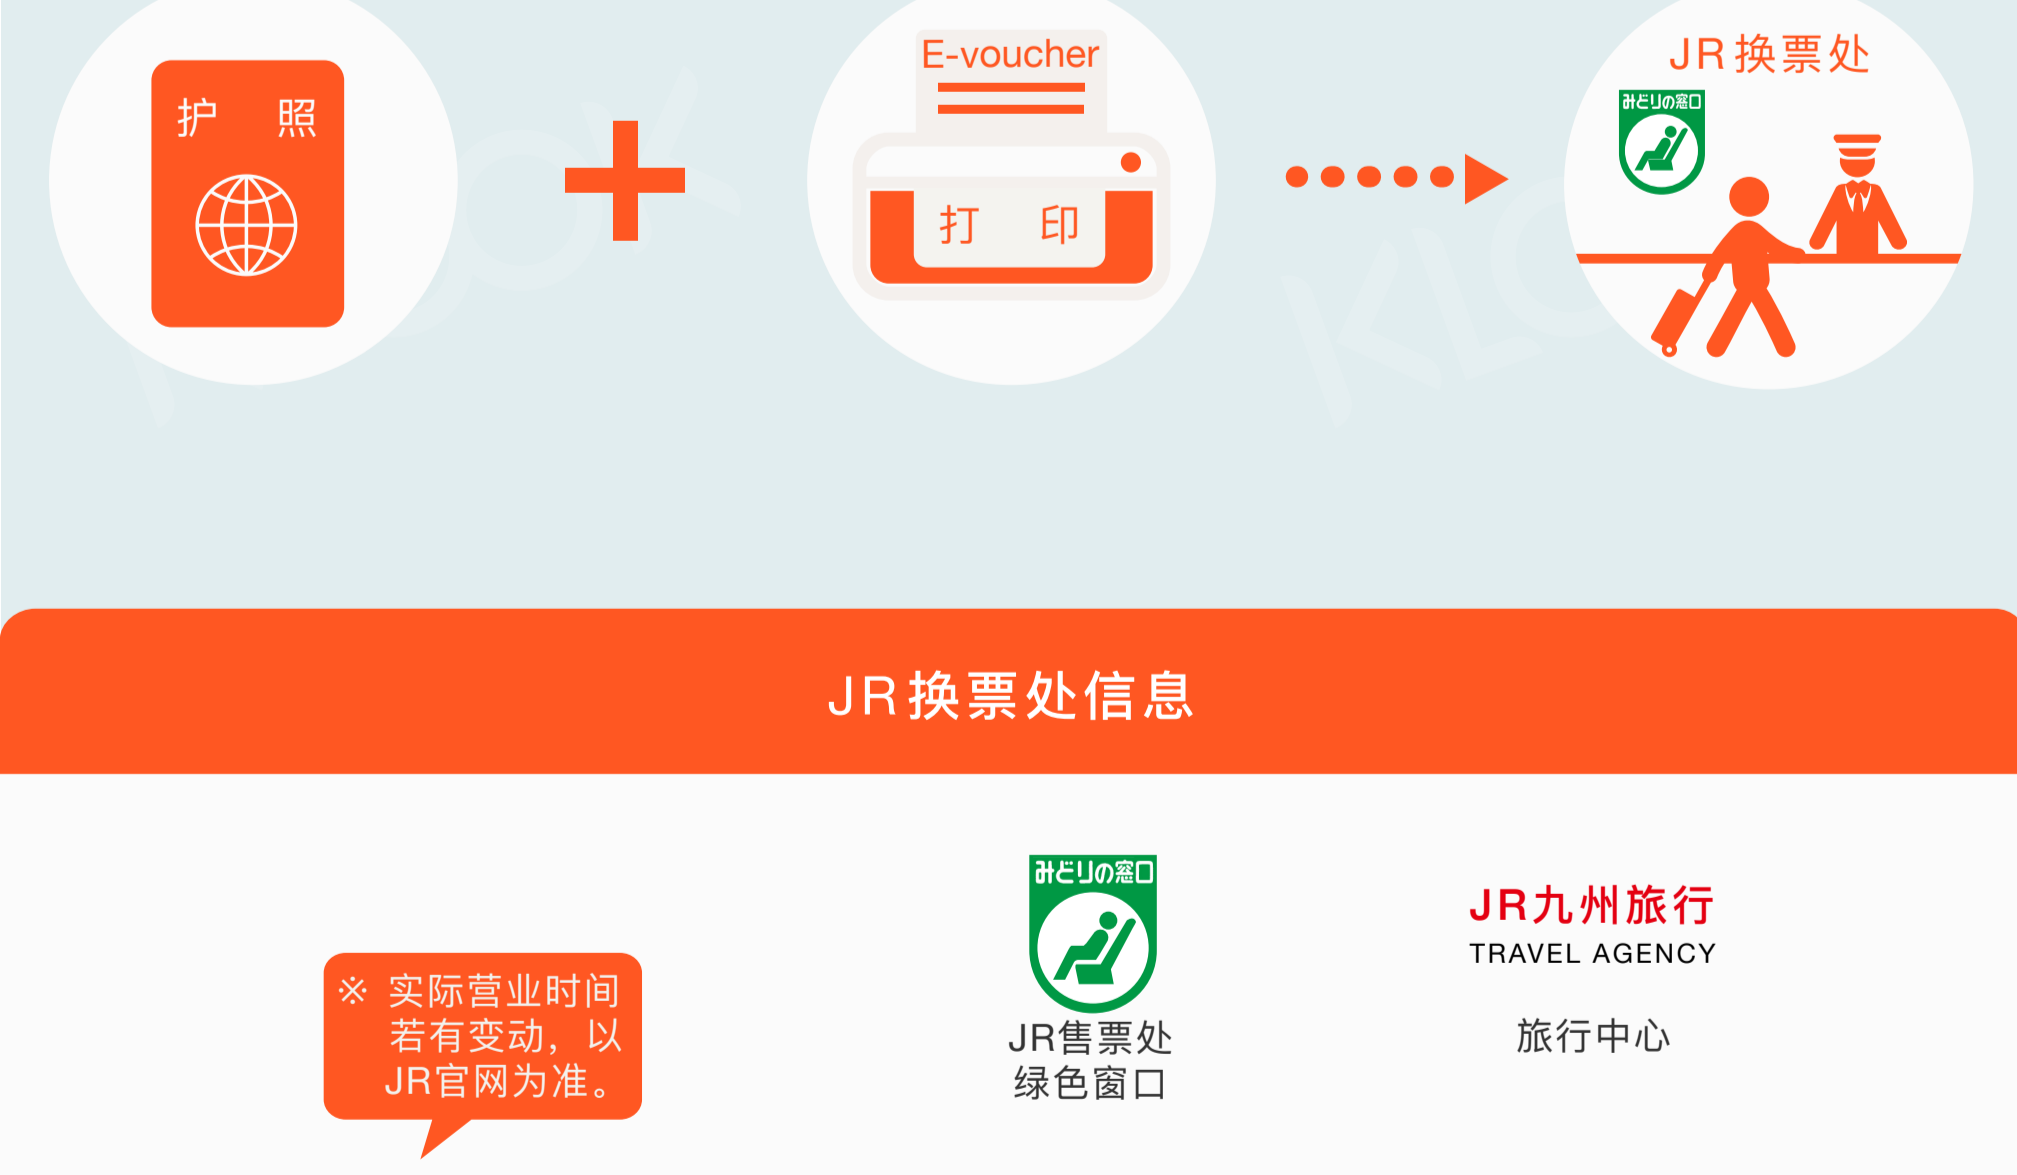 护 照
E-voucher
打 印
JR换票处
みどりの窓口
KLOOK
KLO
JR换票处信息
みどりの窓口
JR售票处
绿色窗口
JR九州旅行
TRAVEL AGENCY
旅行中心
※ 实际营业时间
若有变动，以
JR官网为准。